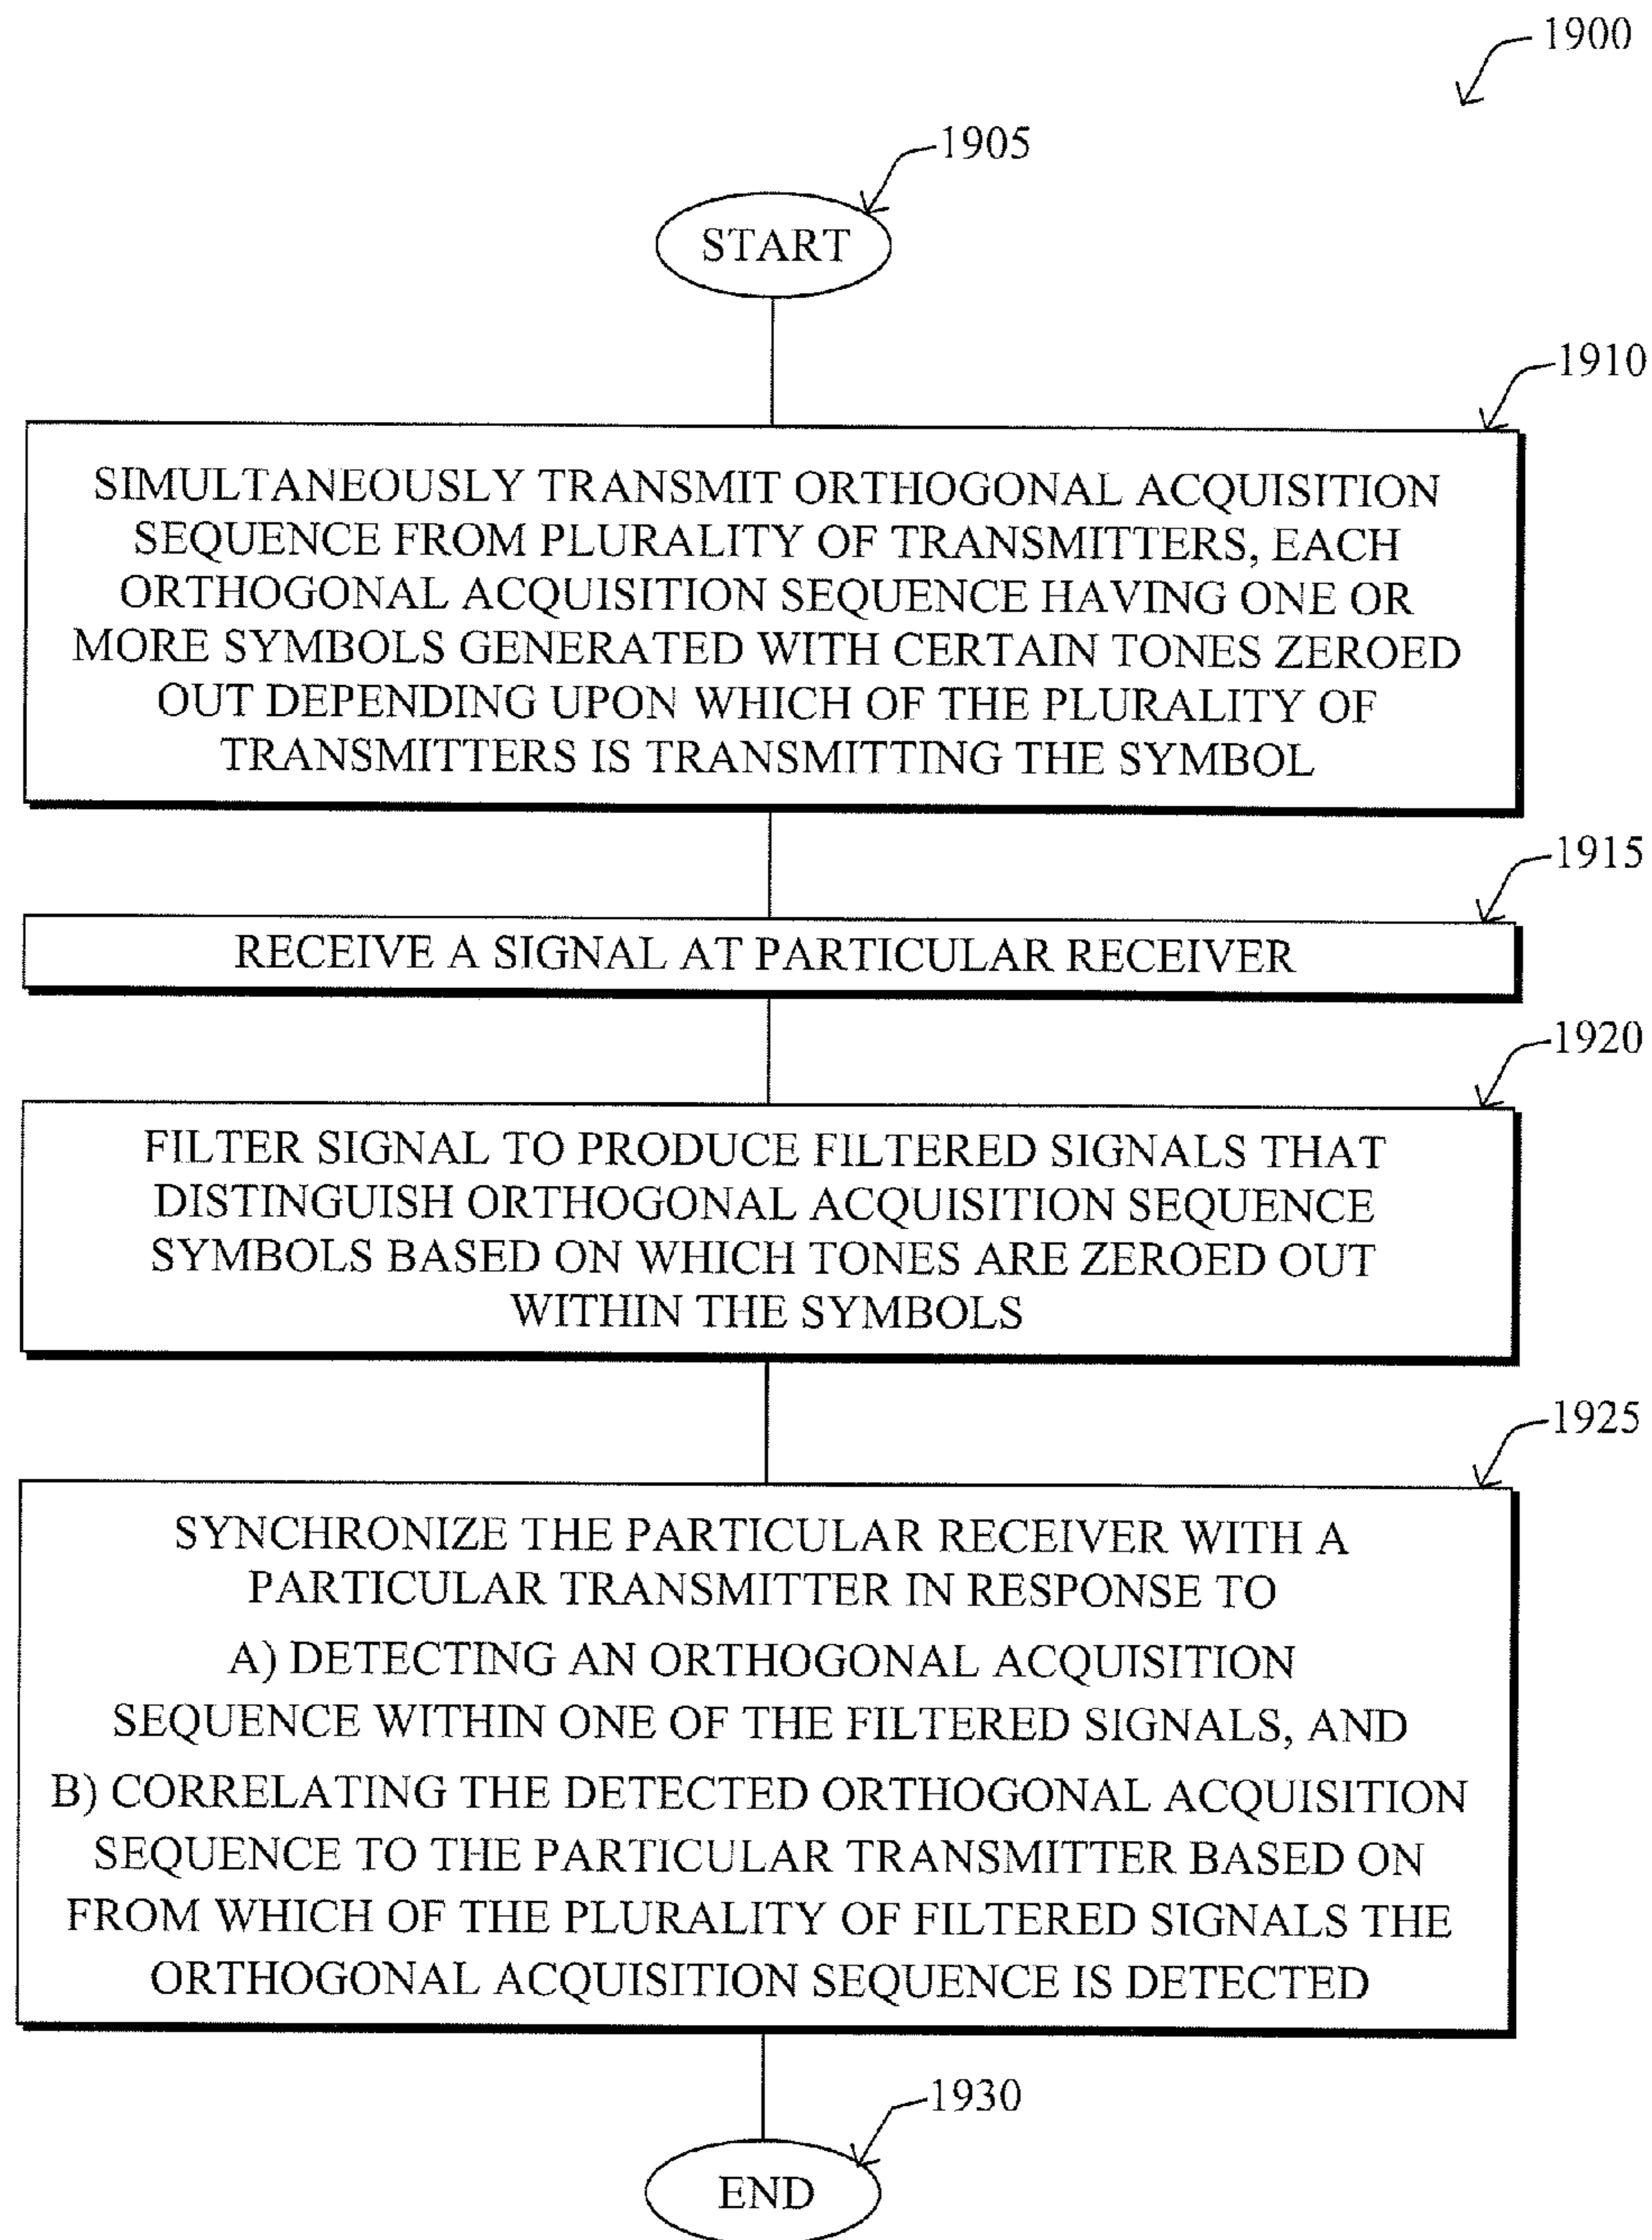 1900
1905
START
1910
SIMULTANEOUSLY TRANSMIT ORTHOGONAL ACQUISITION
SEQUENCE FROM PLURALITY OF TRANSMITTERS, EACH
ORTHOGONAL ACQUISITION SEQUENCE HAVING ONE OR
MORE SYMBOLS GENERATED WITH CERTAIN TONES ZEROED
OUT DEPENDING UPON WHICH OF THE PLURALITY OF
TRANSMITTERS IS TRANSMITTING THE SYMBOL
1915
RECEIVE A SIGNAL AT PARTICULAR RECEIVER
1920
FILTER SIGNAL TO PRODUCE FILTERED SIGNALS THAT
DISTINGUISH ORTHOGONAL ACQUISITION SEQUENCE
SYMBOLS BASED ON WHICH TONES ARE ZEROED OUT
WITHIN THE SYMBOLS
1925
SYNCHRONIZE THE PARTICULAR RECEIVER WITH A
PARTICULAR TRANSMITTER IN RESPONSE TO
A) DETECTING AN ORTHOGONAL ACQUISITION
SEQUENCE WITHIN ONE OF THE FILTERED SIGNALS, AND
B) CORRELATING THE DETECTED ORTHOGONAL ACQUISITION
SEQUENCE TO THE PARTICULAR TRANSMITTER BASED ON
FROM WHICH OF THE PLURALITY OF FILTERED SIGNALS THE
ORTHOGONAL ACQUISITION SEQUENCE IS DETECTED
1930
END